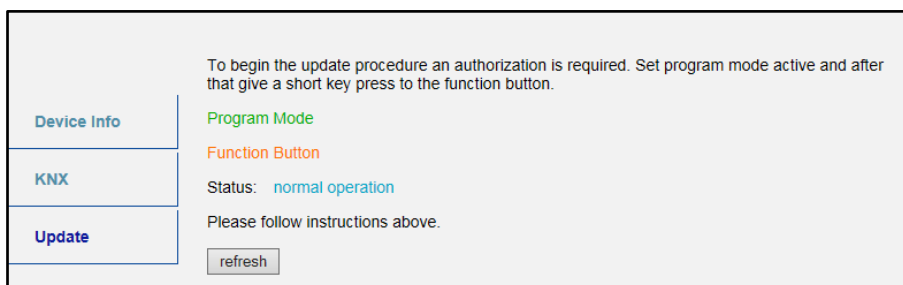 To begin the update procedure an authorization is required. Set program mode active and after
that give a short key press to the function button.
Device Info
Program Mode
Function Button
KNX
Status: normal operation
Please follow instructions above.
Update
refresh